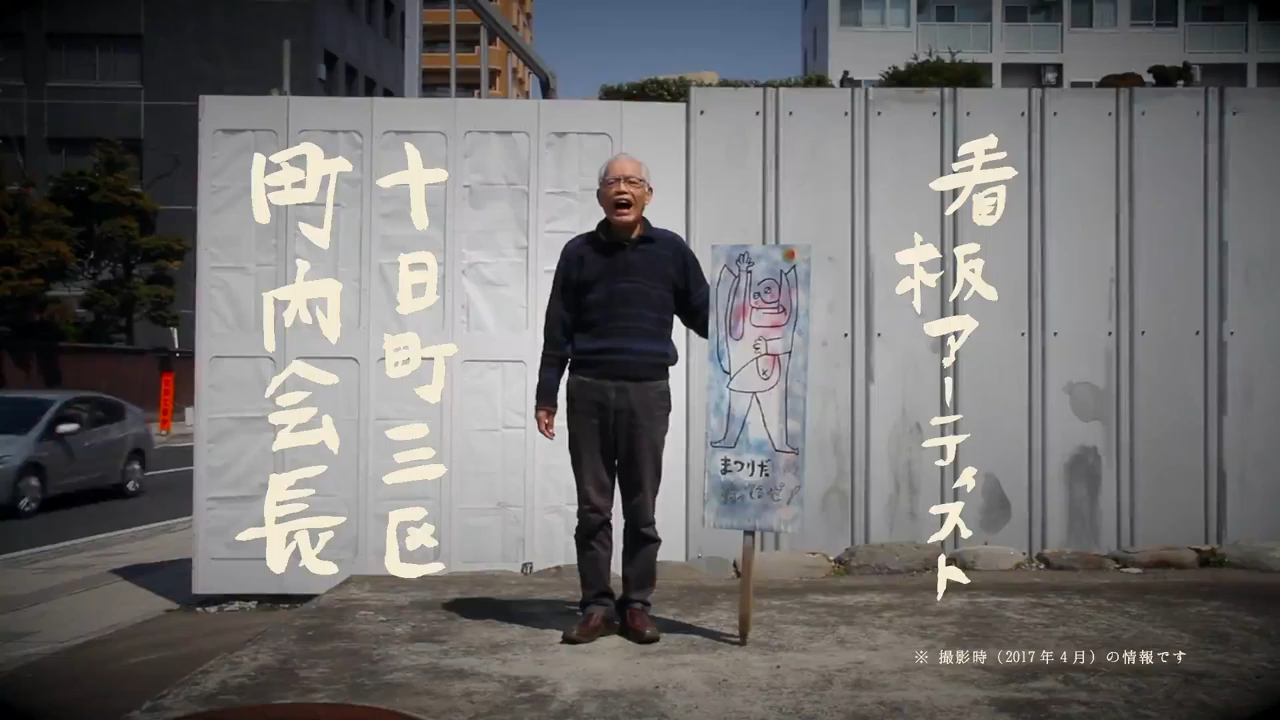 看板アーティスト
十日町三区
町内会長
まつりだ
※ 撮影時（2017年4月）の情報です